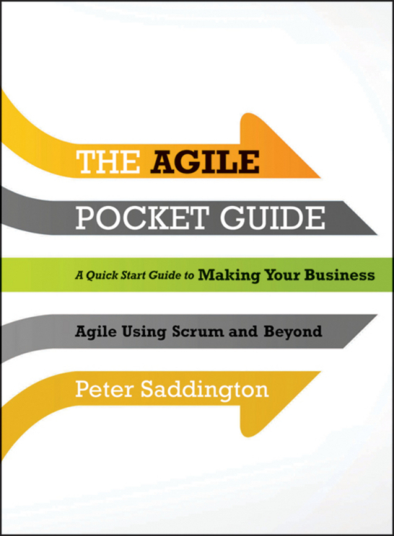 THE AGILE
POCKET GUIDE
A Quick Start Guide to Making Your Business
Agile Using Scrum and Beyond
Peter Saddington